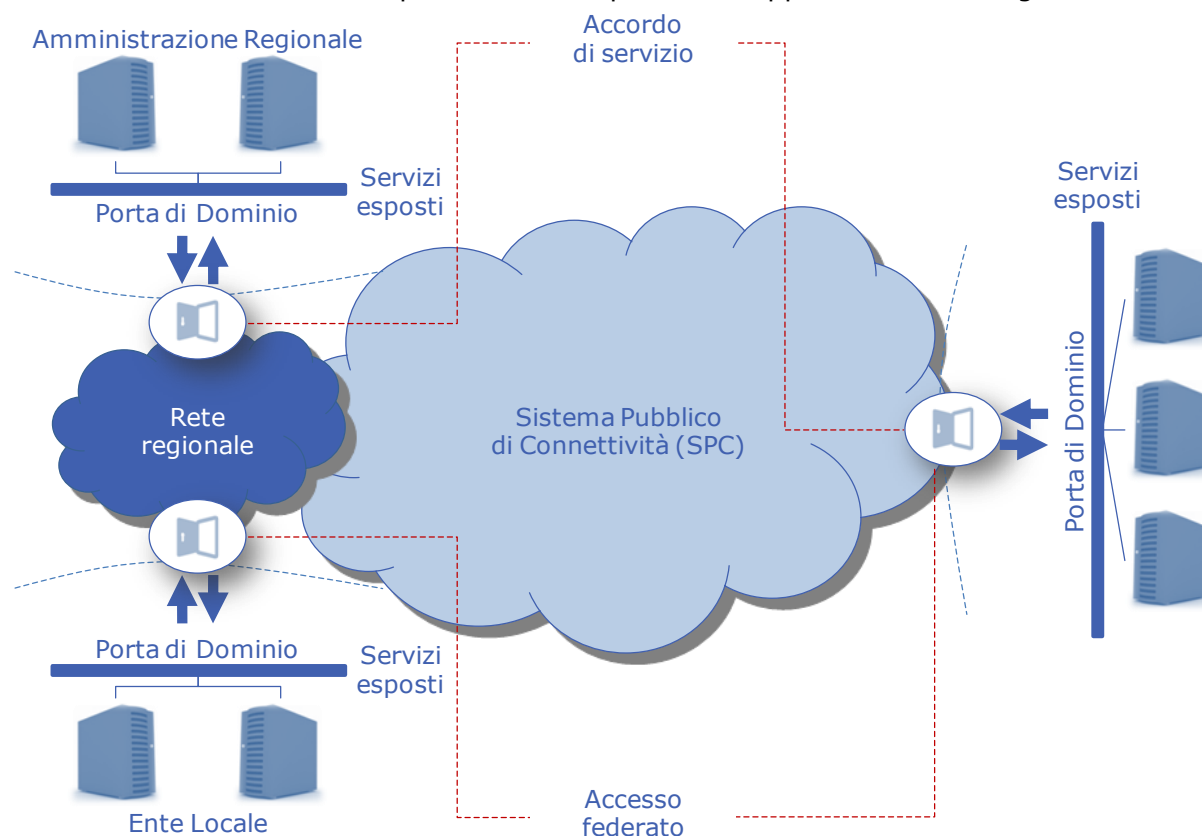 Amministrazione Regionale
Accordo
di servizio
Servizi
esposti
Porta di Dominio
Servizi
esposti
Rete
regionale
Sistema Pubblico
di Connettività (SPC)
Porta di Dominio
Porta di Dominio
Servizi
esposti
Ente Locale
Accesso
federato